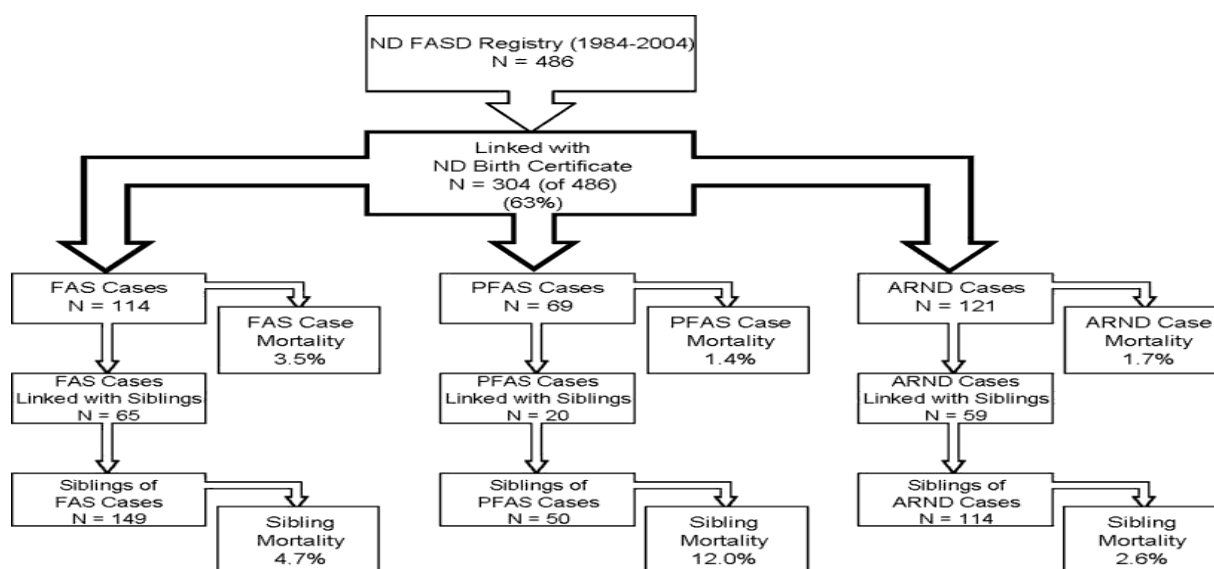 ND FASD Registry (1984-2004)
N = 486
Linked with
ND Birth Certificate
N = 304 (of 486)
(63%)
FAS Cases
N = 114
FAS Case
Mortality
3.5%
FAS Cases
Linked with Siblings
N = 65
Siblings of
FAS Cases
N = 149
Sibling
Mortality
4.7%
PFAS Cases
N = 69
PFAS Case
Mortality
1.4%
PFAS Cases
Linked with Siblings
N = 20
Siblings of
PFAS Cases
N = 50
Sibling
Mortality
12.0%
ARND Cases
N = 121
ARND Case
Mortality
1.7%
ARND Cases
Linked with Siblings
N = 59
Siblings of
ARND Cases
N = 114
Sibling
Mortality
2.6%